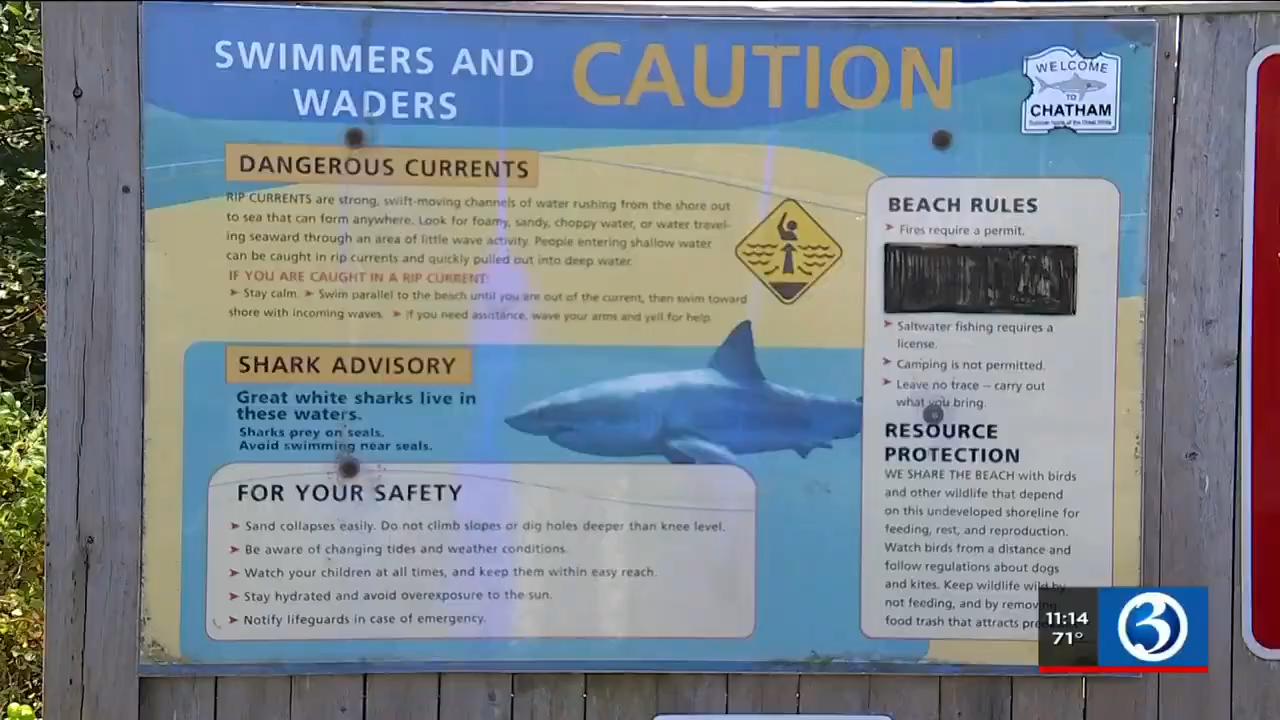 SWIMMERS AND
WADERS
CAUTION
WELCOME
TO
CHATHAM
DANGEROUS CURRENTS
RIP CURRENTS are strong, swift-moving channels of water rushing from the shore out
to sea that can form anywhere. Look for foamy, sandy, choppy water, or water travel-
ing seaward through an area of little wave activity. People entering shallow water
can be caught in rip currents and quickly pulled out into deep water.
IF YOU ARE CAUGHT IN A RIP CURRENT:
➤ Stay calm. ➤ Swim parallel to the beach until you are out of the current, then swim toward
shore with incoming waves. ➤ If you need assistance, wave your arms and yell for help.
SHARK ADVISORY
Great white sharks live in
these waters.
Sharks prey on seals.
Avoid swimming near seals.
FOR YOUR SAFETY
➤ Sand collapses easily. Do not climb slopes or dig holes deeper than knee level.
➤ Be aware of changing tides and weather conditions.
➤ Watch your children at all times, and keep them within easy reach.
➤ Stay hydrated and avoid overexposure to the sun.
➤ Notify lifeguards in case of emergency.
BEACH RULES
➤ Fires require a permit.
➤ Saltwater fishing requires a
license.
➤ Camping is not permitted.
➤ Leave no trace – carry out
what you bring.
RESOURCE
PROTECTION
WE SHARE THE BEACH with birds
and other wildlife that depend
on this undeveloped shoreline for
feeding, rest, and reproduction.
Watch birds from a distance and
follow regulations about dogs
and kites. Keep wildlife wild by
not feeding, and by removing
food trash that attracts
11:14
71°
3